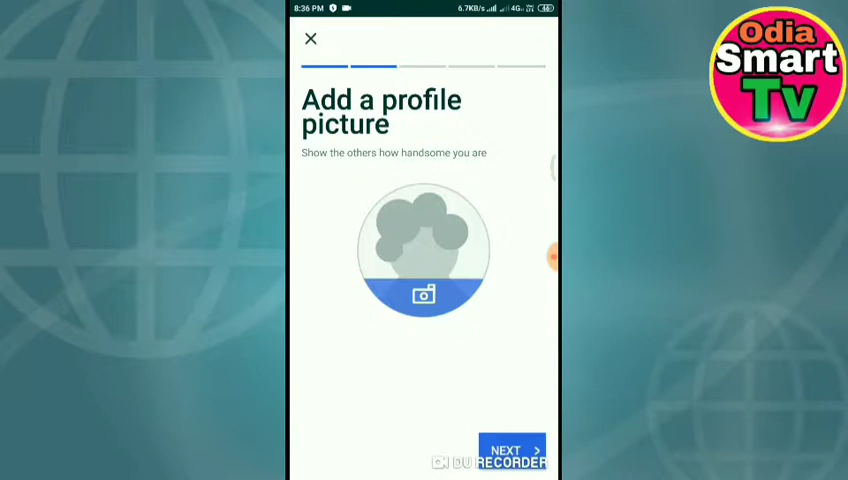 8:36 PM
6.7KB/s
4G
46
Odia
Smart
Tv
Add a profile
picture
Show the others how handsome you are
NEXT
DU RECORDER